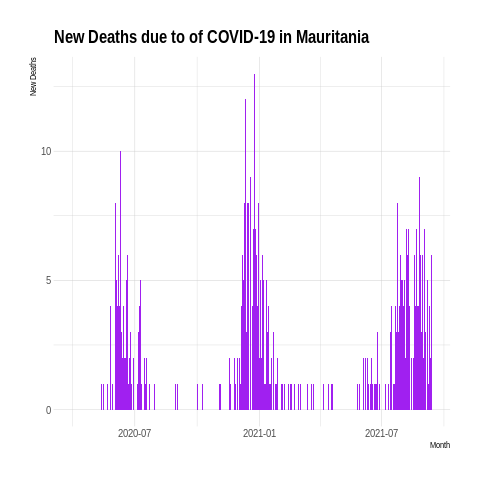 New Deaths due to of COVID-19 in Mauritania
New Deaths
10
5
0
2020-07
2021-01
2021-07
Month